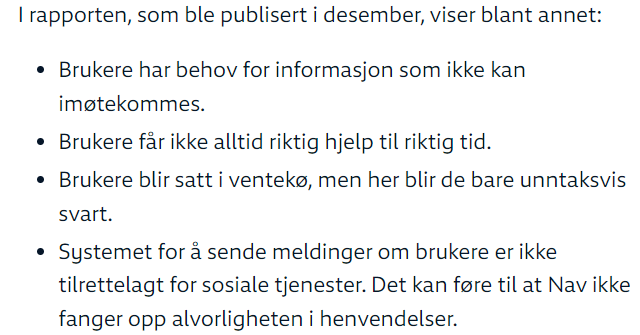 I rapporten, som ble publisert i desember, viser blant annet:
• Brukere har behov for informasjon som ikke kan
imøtekommes.
• Brukere får ikke alltid riktig hjelp til riktig tid.
• Brukere blir satt i ventekø, men her blir de bare unntaksvis
svart.
• Systemet for å sende meldinger om brukere er ikke
tilrettelagt for sosiale tjenester. Det kan føre til at Nav ikke
fanger opp alvorligheten i henvendelser.